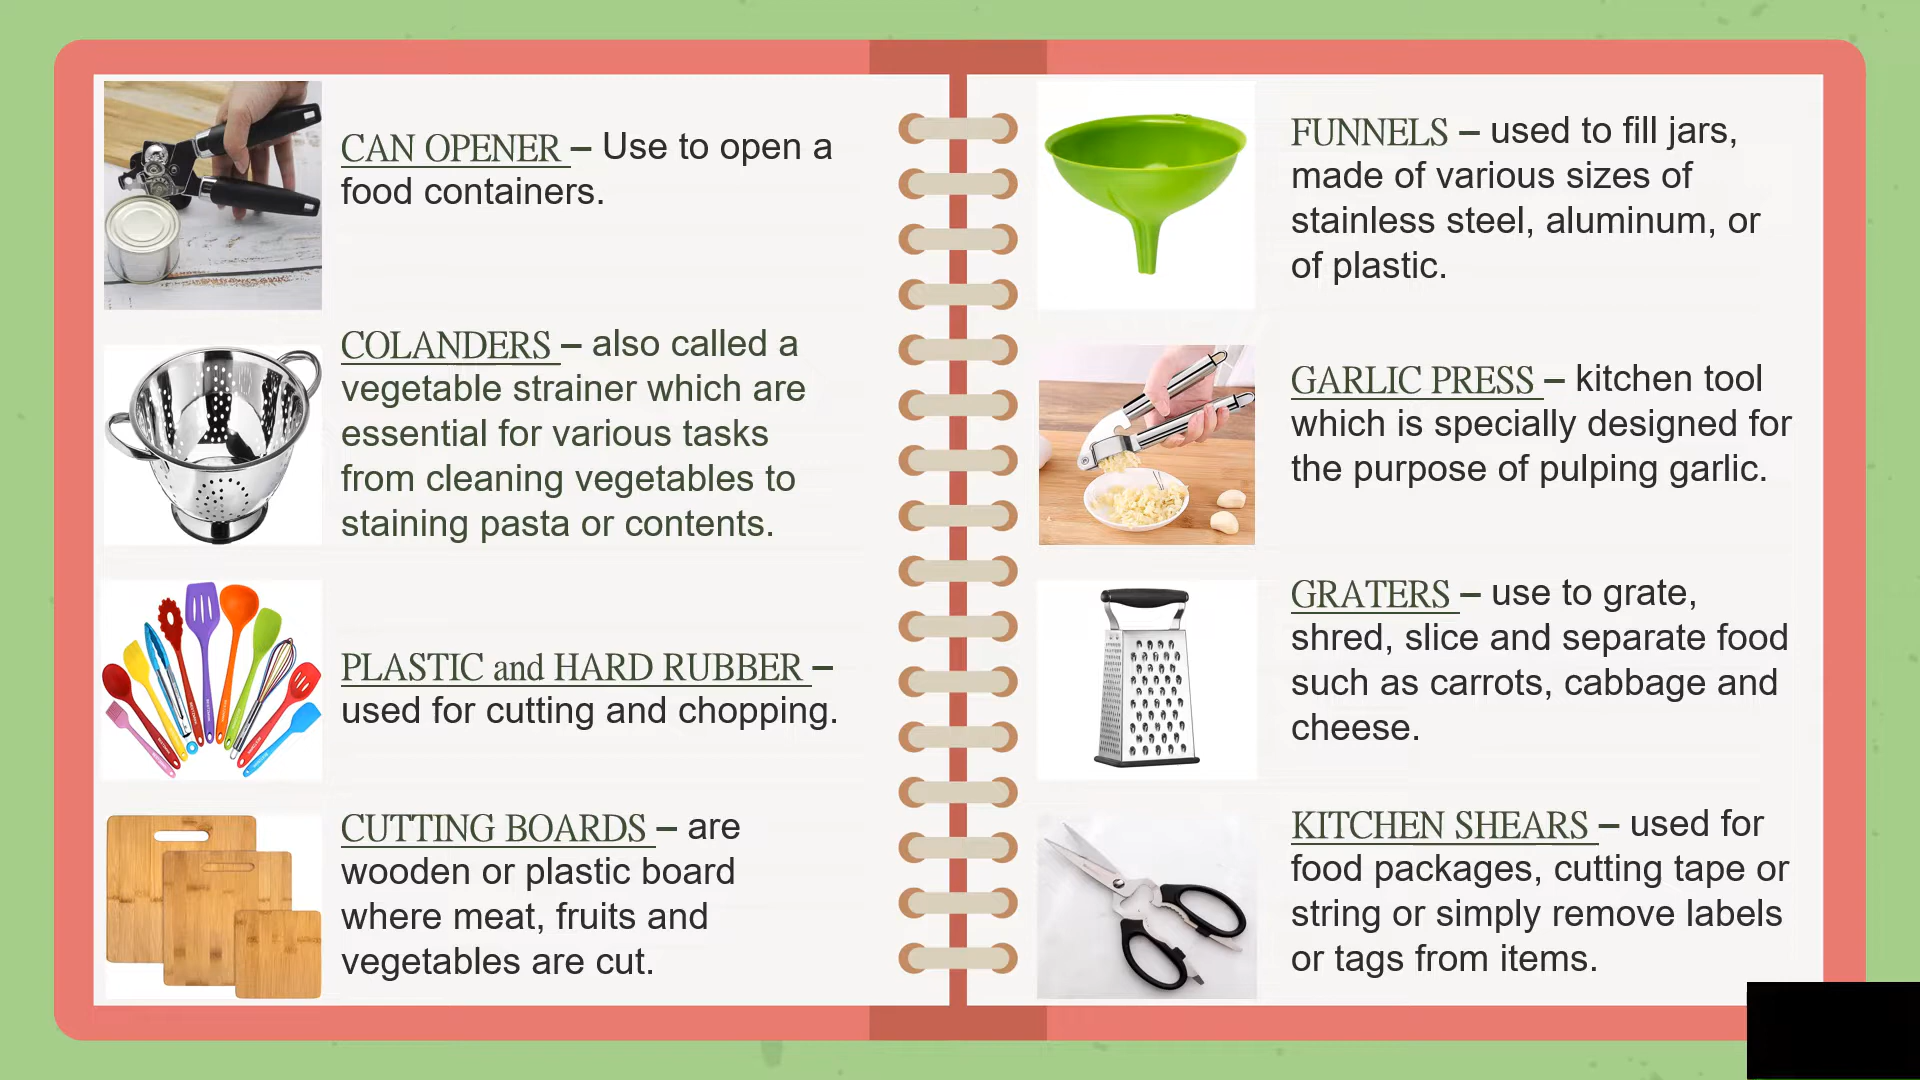 CAN OPENER – Use to open a
food containers.
COLANDERS – also called a
vegetable strainer which are
essential for various tasks
from cleaning vegetables to
staining pasta or contents.
PLASTIC and HARD RUBBER –
used for cutting and chopping.
CUTTING BOARDS – are
wooden or plastic board
where meat, fruits and
vegetables are cut.
FUNNELS – used to fill jars,
made of various sizes of
stainless steel, aluminum, or
of plastic.
GARLIC PRESS – kitchen tool
which is specially designed for
the purpose of pulping garlic.
GRATERS – use to grate,
shred, slice and separate food
such as carrots, cabbage and
cheese.
KITCHEN SHEARS – used for
food packages, cutting tape or
string or simply remove labels
or tags from items.